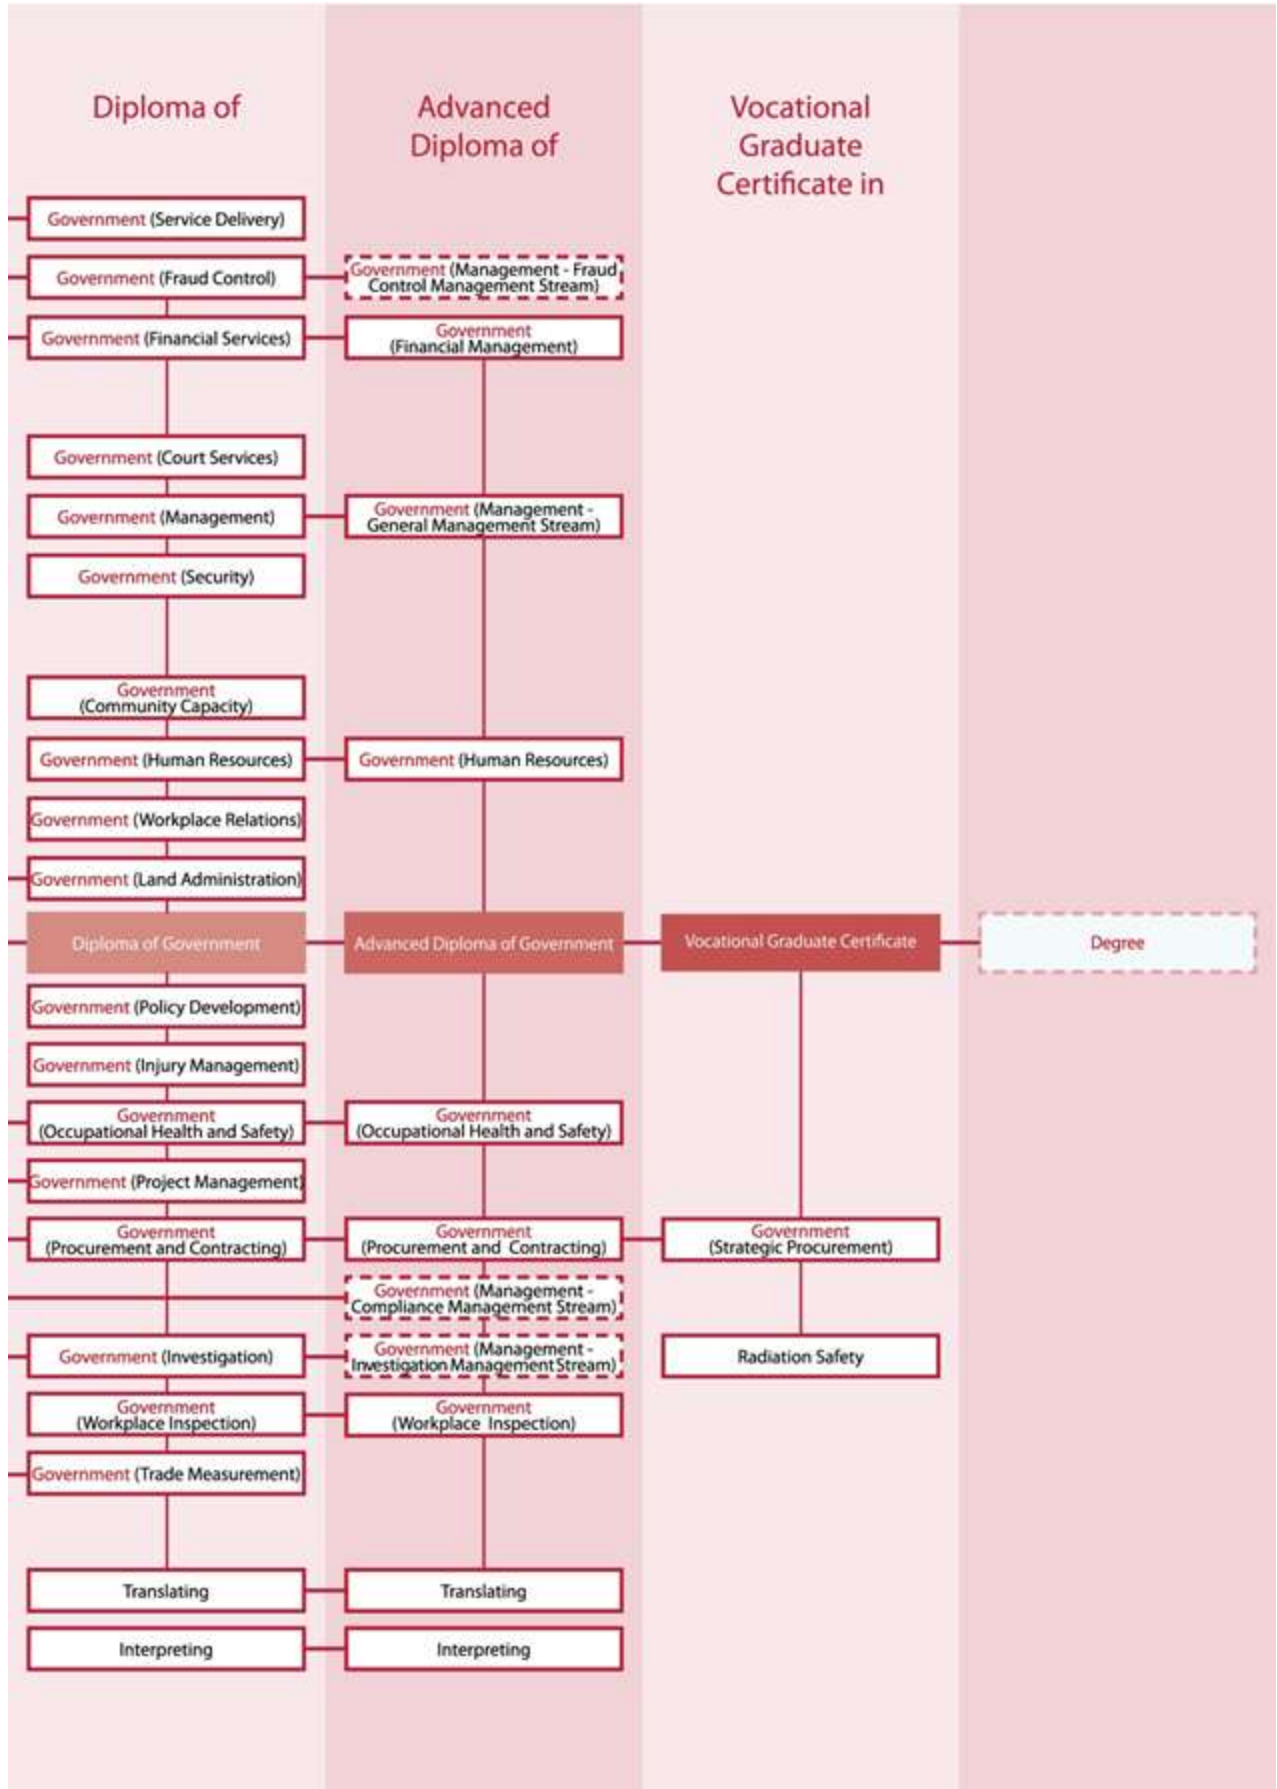 Diploma of
Advanced
Diploma of
Vocational
Graduate
Certificate in
Government (Service Delivery)
Government (Fraud Control)
Government (Management - Fraud
Control Management Stream)
Government (Financial Services)
Government
(Financial Management)
Government (Court Services)
Government (Management)
Government (Management -
General Management Stream)
Government (Security)
Government
(Community Capacity)
Government (Human Resources)
Government (Human Resources)
Government (Workplace Relations)
Government (Land Administration)
Diploma of Government
Advanced Diploma of Government
Vocational Graduate Certificate
Degree
Government (Policy Development)
Government (Injury Management)
Government
(Occupational Health and Safety)
Government
(Occupational Health and Safety)
Government (Project Management)
Government
(Procurement and Contracting)
Government
(Procurement and Contracting)
Government
(Strategic Procurement)
Government (Management -
Compliance Management Stream)
Government (Investigation)
Government (Management -
Investigation Management Stream)
Radiation Safety
Government
(Workplace Inspection)
Government
(Workplace Inspection)
Government (Trade Measurement)
Translating
Translating
Interpreting
Interpreting